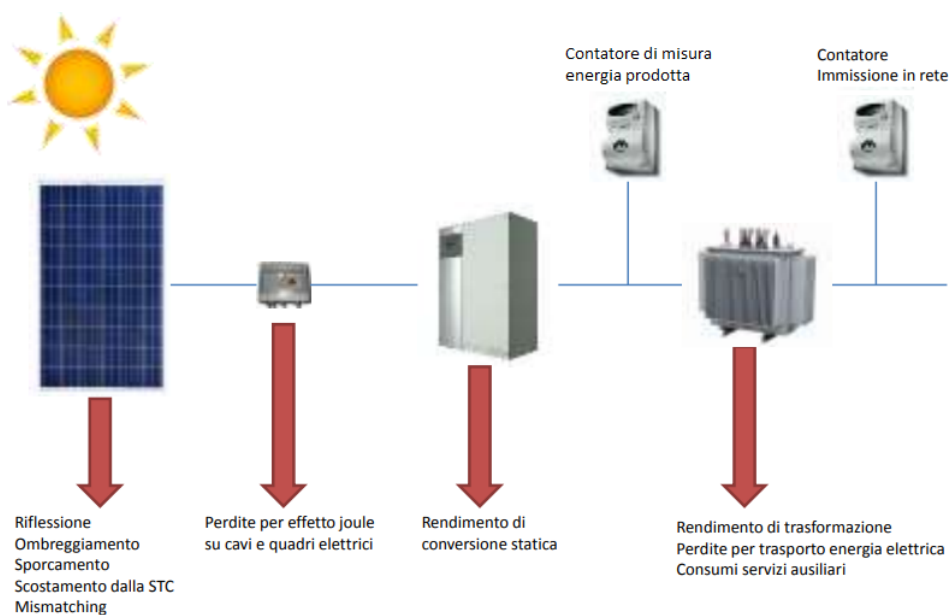 Contatore di misura
energia prodotta
Contatore
Immissione in rete
Riflessione
Ombreggiamento
Sporcamento
Scostamento dalla STC
Mismatching
Perdite per effetto joule
su cavi e quadri elettrici
Rendimento di
conversione statica
Rendimento di trasformazione
Perdite per trasporto energia elettrica
Consumi servizi ausiliari